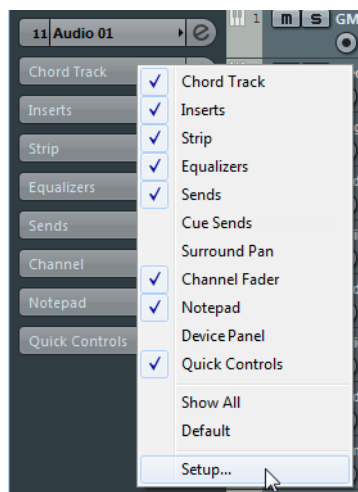 11 Audio 01
1 m S GM
Chord Track
Inserts
Strip
Equalizers
Sends
Channel
Notepad
Quick Controls
Chord Track
Inserts
Strip
Equalizers
Sends
Cue Sends
Surround Pan
Channel Fader
Notepad
Device Panel
Quick Controls
Show All
Default
Setup...